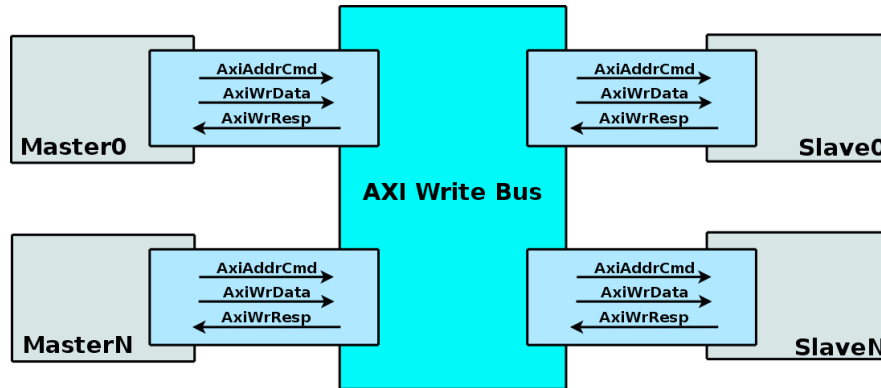 AxiAddrCmd
AxiWrData
AxiWrResp
Master0
AxiAddrCmd
AxiWrData
AxiWrResp
Slave0
AXI Write Bus
AxiAddrCmd
AxiWrData
AxiWrResp
MasterN
AxiAddrCmd
AxiWrData
AxiWrResp
SlaveN